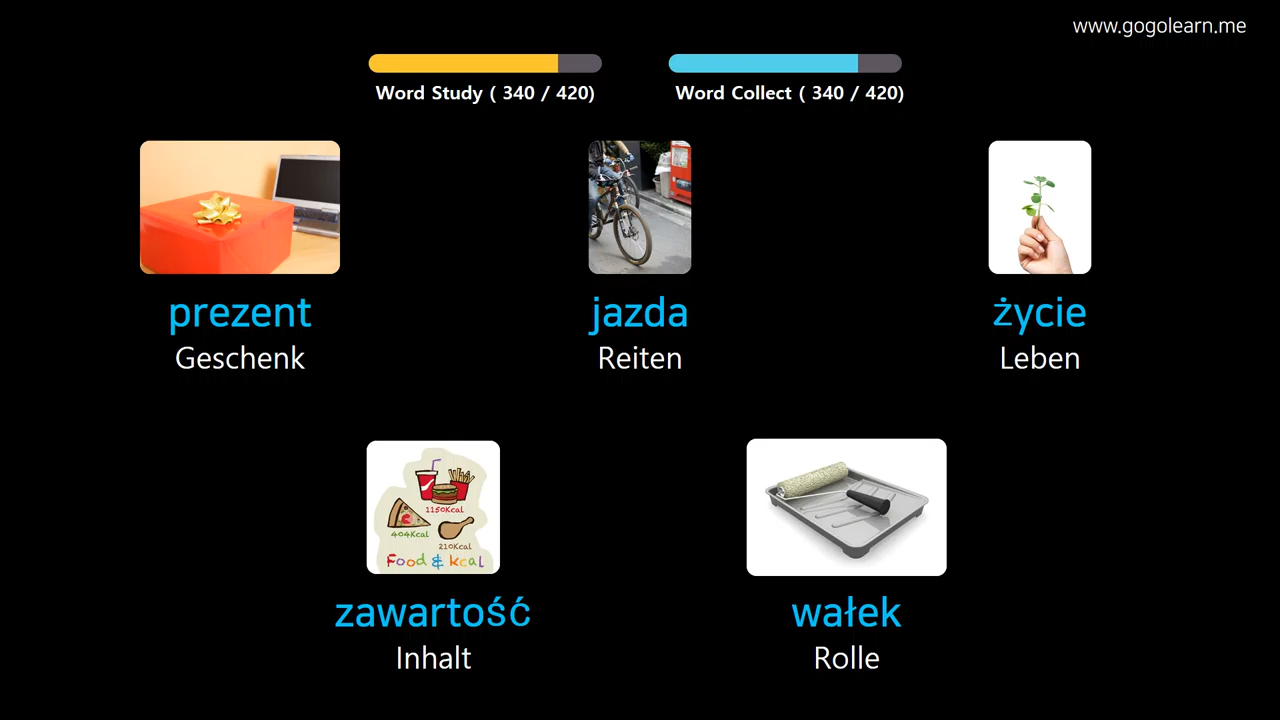 www.gogolearn.me
Word Study ( 340 / 420)
Word Collect ( 340 / 420)
prezent
Geschenk
jazda
Reiten
życie
Leben
1150Kcal
404Kcal
210Kcal
Food & kcal
zawartość
Inhalt
wałek
Rolle